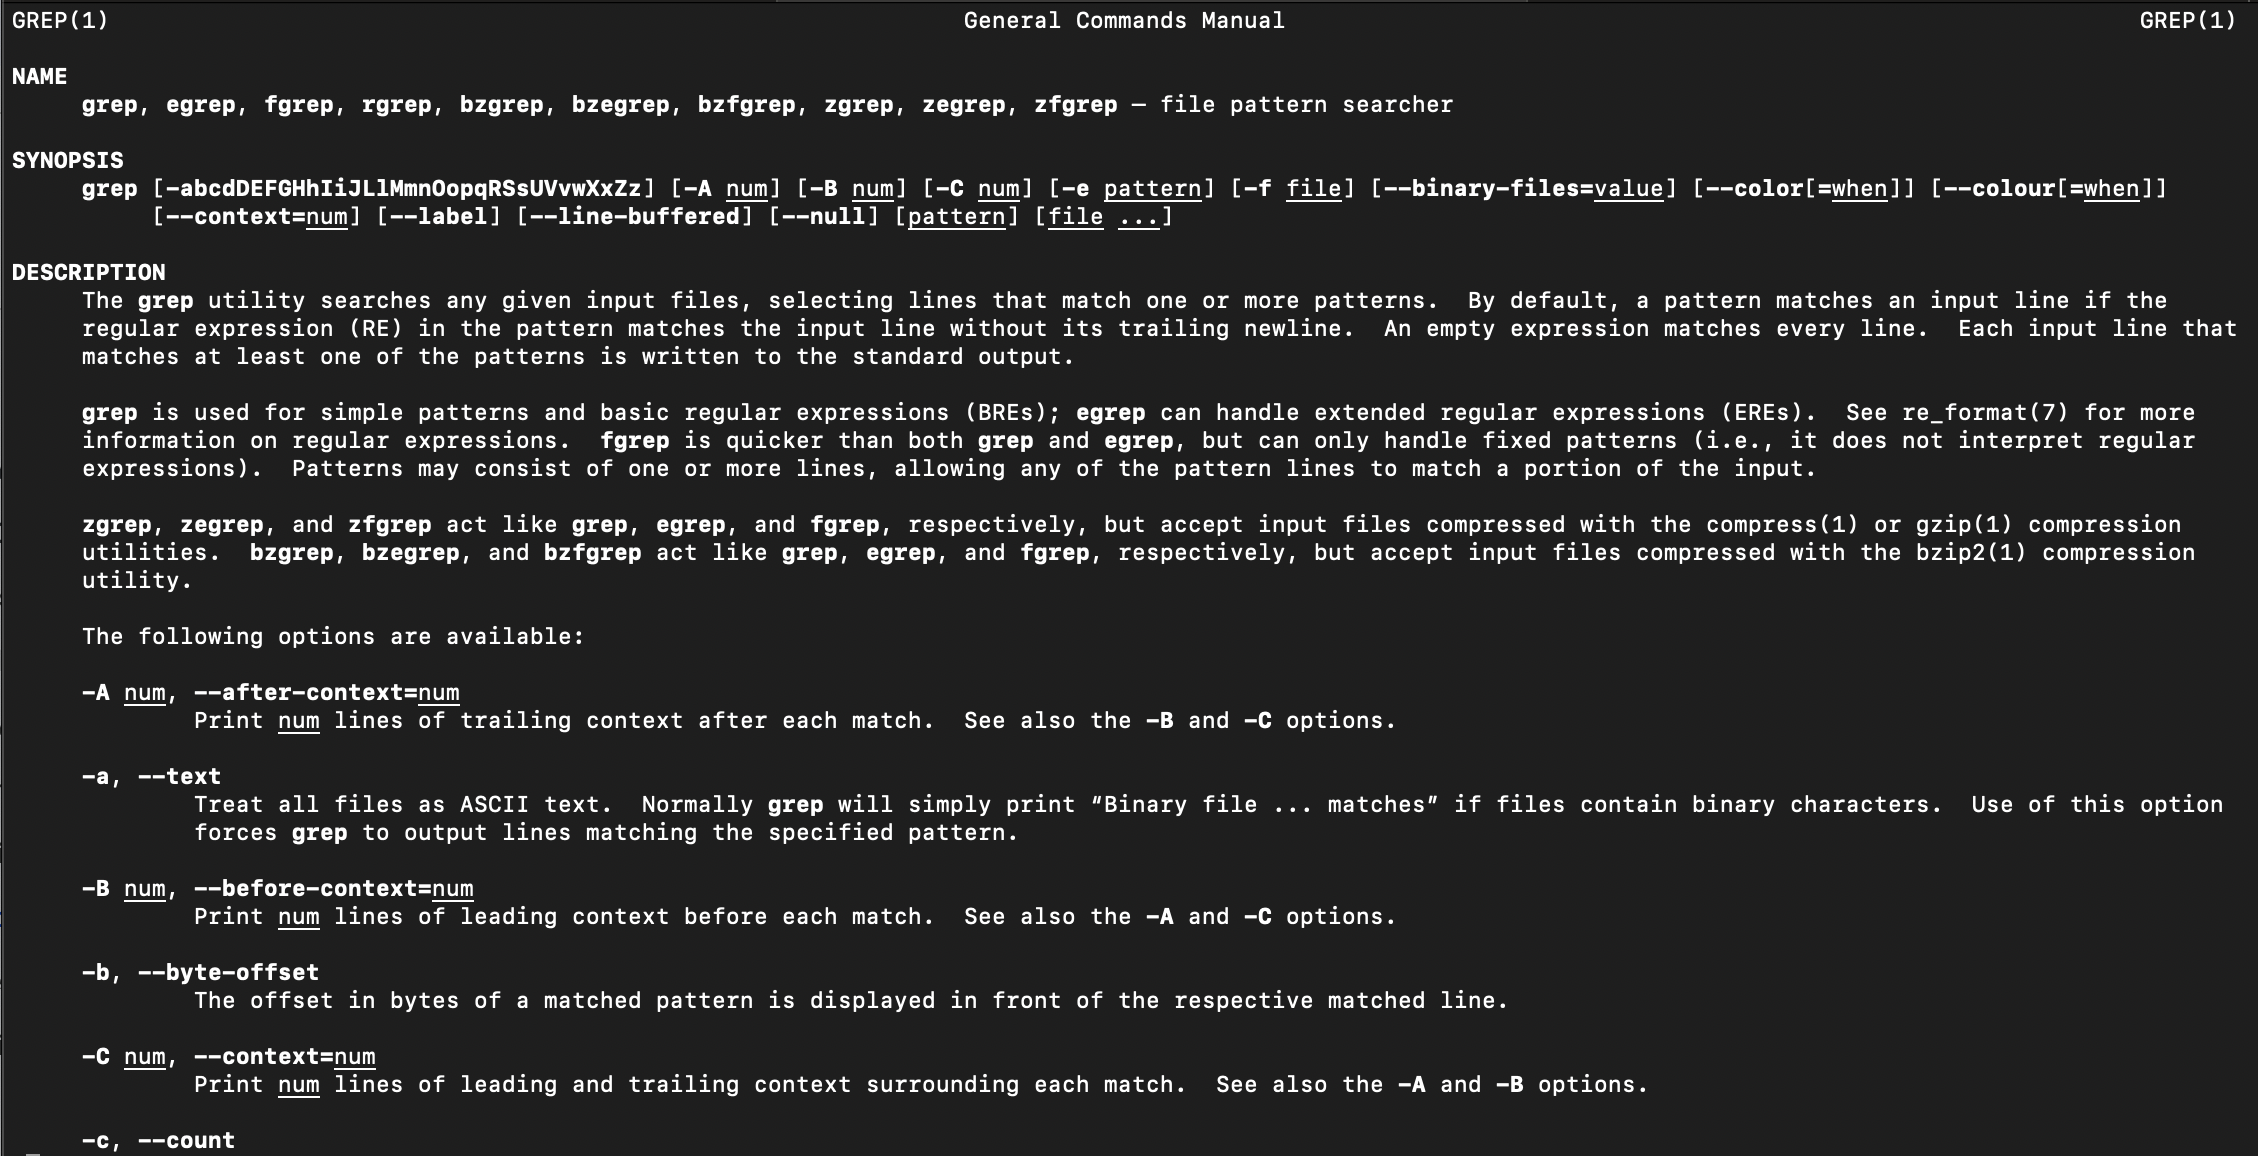 GREP(1) General Commands Manual GREP(1)
NAME
grep, egrep, fgrep, rgrep, bzgrep, bzegrep, bzfgrep, zgrep, zegrep, zfgrep — file pattern searcher
SYNOPSIS
grep [-abcdDEFGHhIiJLlMmnOopqRSsUVvwXxZz] [-A num] [-B num] [-C num] [-e pattern] [-f file] [--binary-files=value] [--color[=when]] [--colour[=when]]
[--context=num] [--label] [--line-buffered] [--null] [pattern] [file ...]
DESCRIPTION
The grep utility searches any given input files, selecting lines that match one or more patterns.  By default, a pattern matches an input line if the
regular expression (RE) in the pattern matches the input line without its trailing newline.  An empty expression matches every line.  Each input line that
matches at least one of the patterns is written to the standard output.
grep is used for simple patterns and basic regular expressions (BREs); egrep can handle extended regular expressions (EREs).  See re_format(7) for more
information on regular expressions.  fgrep is quicker than both grep and egrep, but can only handle fixed patterns (i.e., it does not interpret regular
expressions).  Patterns may consist of one or more lines, allowing any of the pattern lines to match a portion of the input.
zgrep, zegrep, and zfgrep act like grep, egrep, and fgrep, respectively, but accept input files compressed with the compress(1) or gzip(1) compression
utilities.  bzgrep, bzegrep, and bzfgrep act like grep, egrep, and fgrep, respectively, but accept input files compressed with the bzip2(1) compression
utility.
The following options are available:
-A num, --after-context=num
Print num lines of trailing context after each match.  See also the -B and -C options.
-a, --text
Treat all files as ASCII text.  Normally grep will simply print “Binary file ... matches” if files contain binary characters.  Use of this option
forces grep to output lines matching the specified pattern.
-B num, --before-context=num
Print num lines of leading context before each match.  See also the -A and -C options.
-b, --byte-offset
The offset in bytes of a matched pattern is displayed in front of the respective matched line.
-C num, --context=num
Print num lines of leading and trailing context surrounding each match.  See also the -A and -B options.
-c, --count